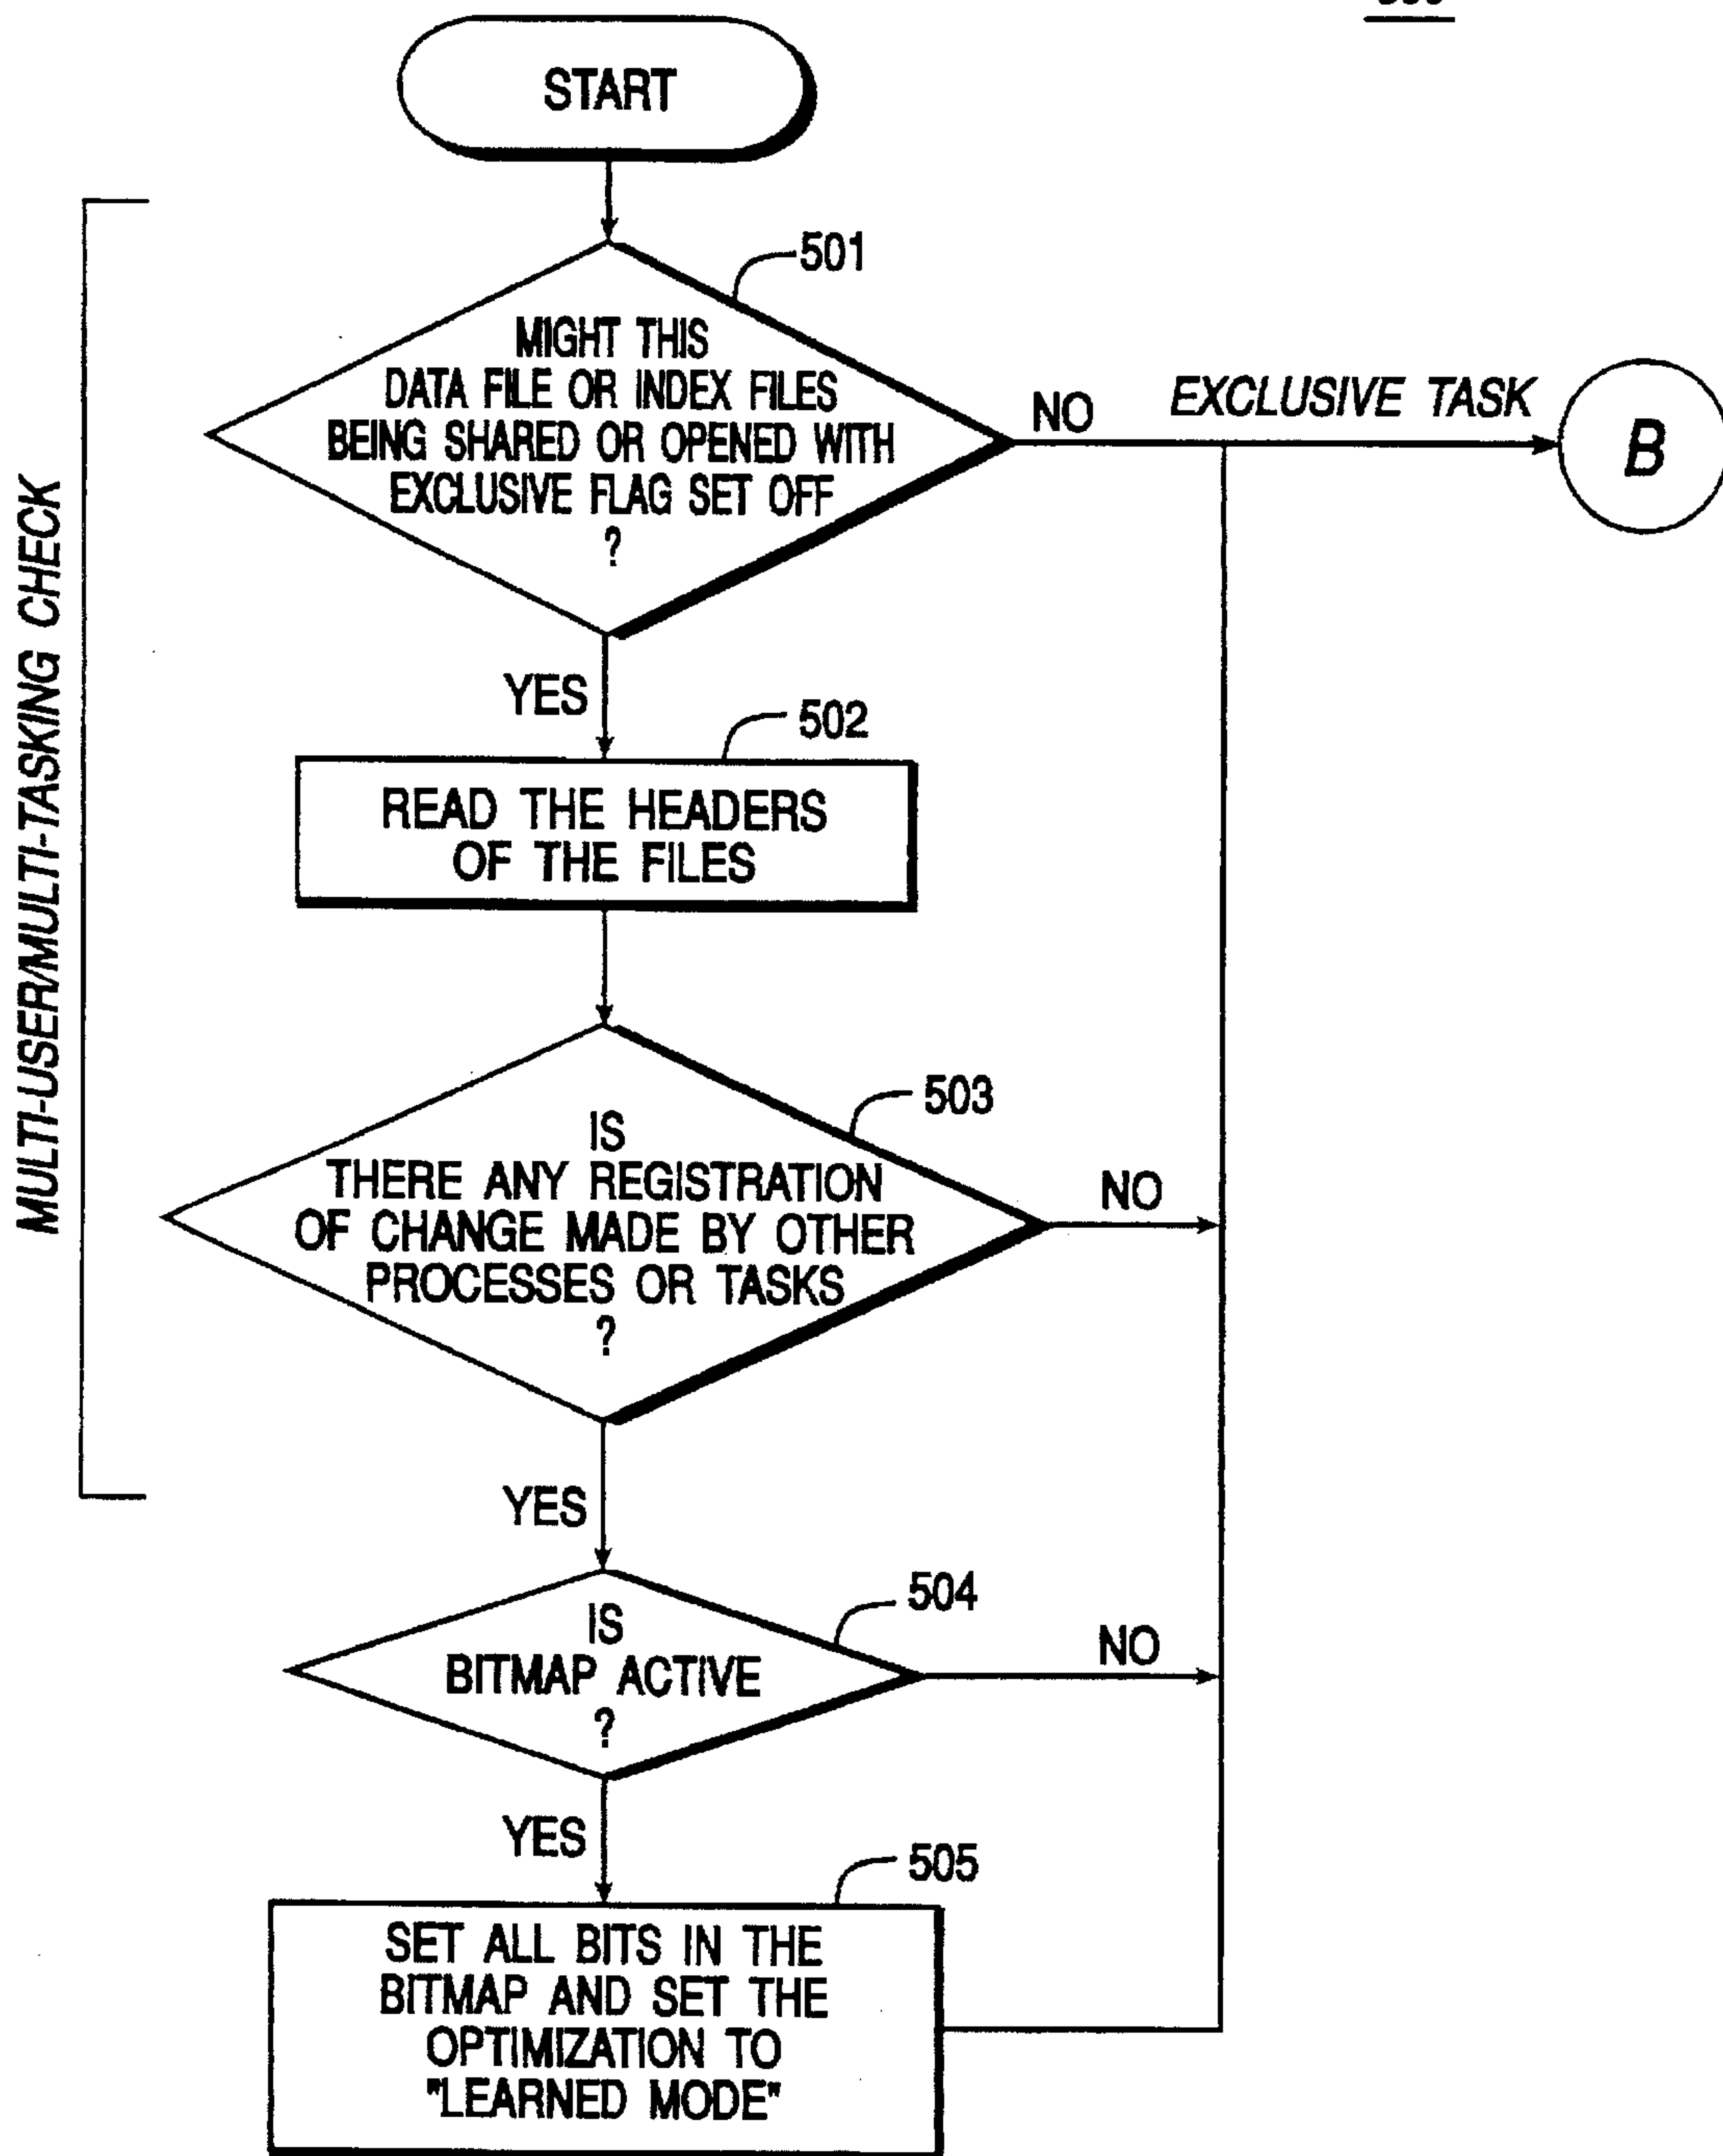 START
501
MIGHT THIS
DATA FILE OR INDEX FILES
BEING SHARED OR OPENED WITH
EXCLUSIVE FLAG SET OFF
?
NO
EXCLUSIVE TASK
B
YES
MULTI-USER/MULTI-TASKING CHECK
502
READ THE HEADERS
OF THE FILES
503
IS
THERE ANY REGISTRATION
OF CHANGE MADE BY OTHER
PROCESSES OR TASKS
?
NO
YES
504
IS
BITMAP ACTIVE
?
NO
YES
505
SET ALL BITS IN THE
BITMAP AND SET THE
OPTIMIZATION TO
"LEARNED MODE"